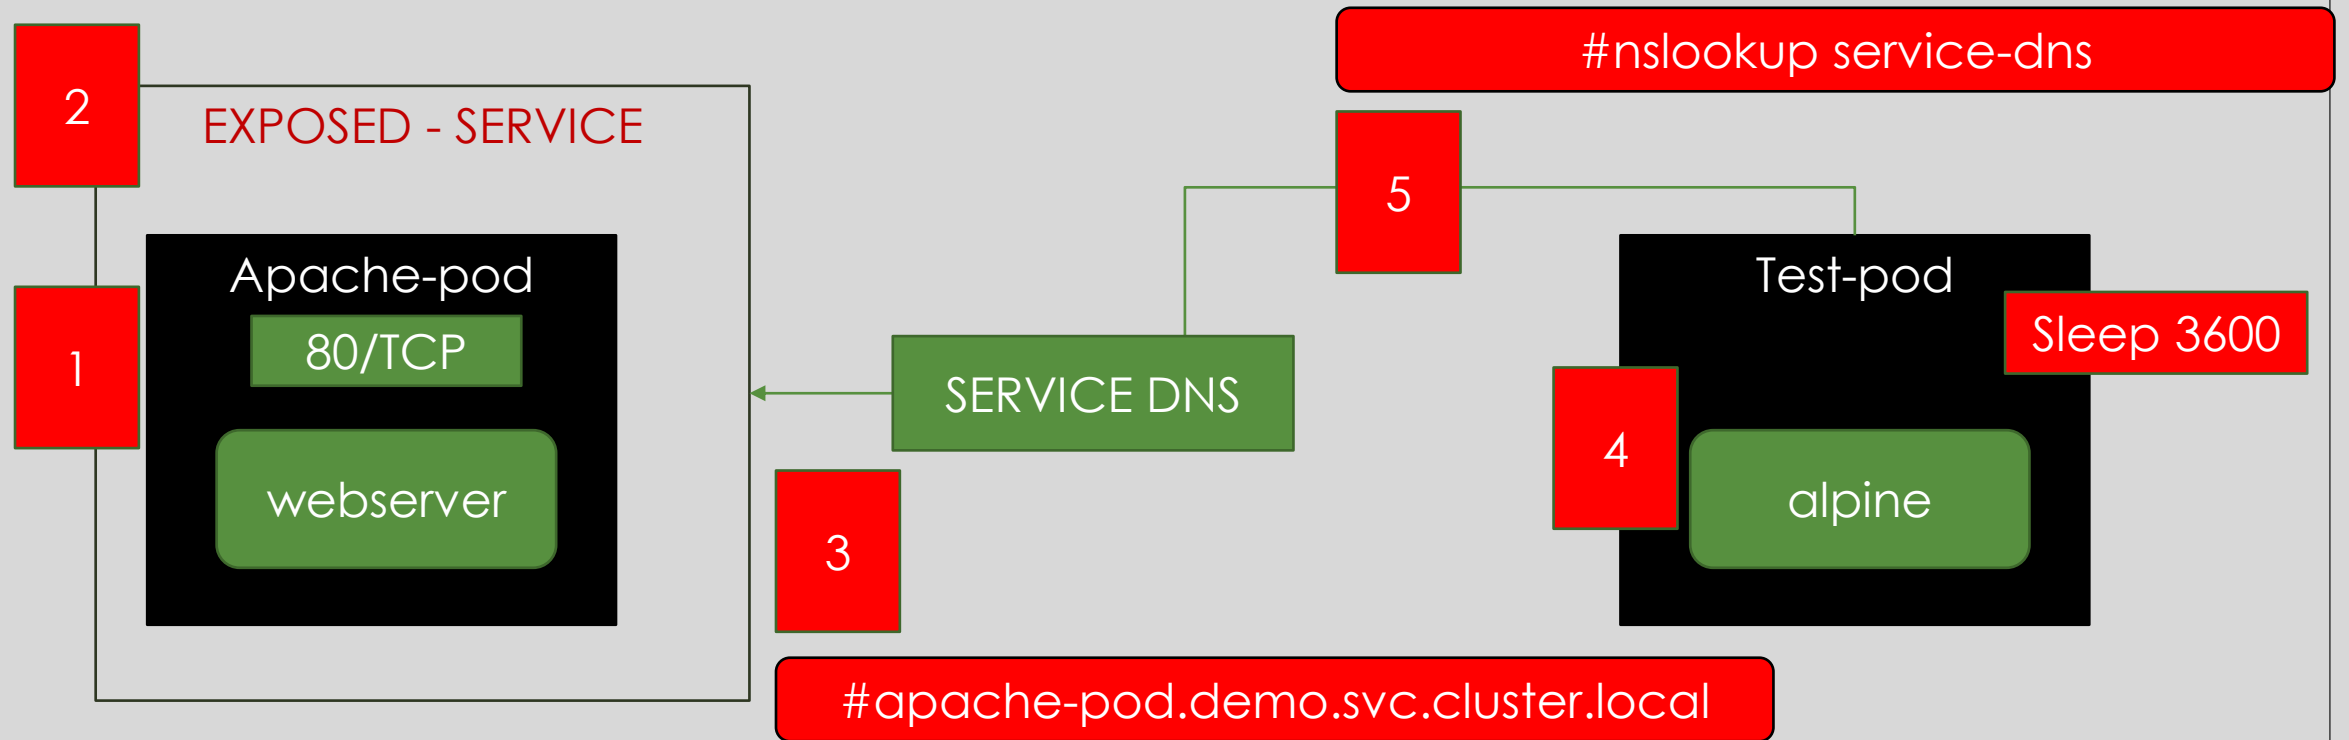 #nslookup service-dns
2
EXPOSED - SERVICE
5
Apache-pod
80/TCP
webserver
1
SERVICE DNS
Test-pod
Sleep 3600
4
alpine
3
#apache-pod.demo.svc.cluster.local